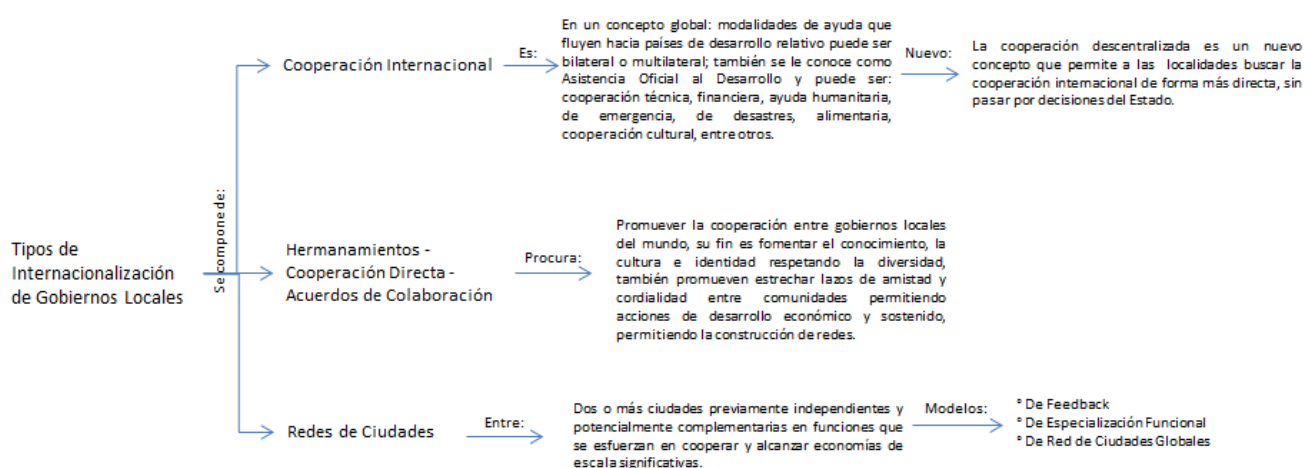 Tipos de
Internacionalización
de Gobiernos Locales
Se compone de:
Cooperación Internacional
Es:
En un concepto global: modalidades de ayuda que
fluyen hacia países de desarrollo relativo puede ser
bilateral o multilateral; también se le conoce como
Asistencia Oficial al Desarrollo y puede ser:
cooperación técnica, financiera, ayuda humanitaria,
de emergencia, de desastres, alimentaria,
cooperación cultural, entre otros.
Nuevo:
La cooperación descentralizada es un nuevo
concepto que permite a las localidades buscar la
cooperación internacional de forma más directa, sin
pasar por decisiones del Estado.
Hermanamientos -
Cooperación Directa -
Acuerdos de Colaboración
Procura:
Promuever la cooperación entre gobiernos locales
del mundo, su fin es fomentar el conocimiento, la
cultura e identidad respetando la diversidad,
también promueven estrechar lazos de amistad y
cordialidad entre comunidades permitiendo
acciones de desarrollo económico y sostenido,
permitiendo la construcción de redes.
Redes de Ciudades
Entre:
Dos o más ciudades previamente independientes y
potencialmente complementarias en funciones que
se esfuerzan en cooperar y alcanzar economías de
escala significativas.
Modelos:
° De Feedback
° De Especialización Funcional
° De Red de Ciudades Globales